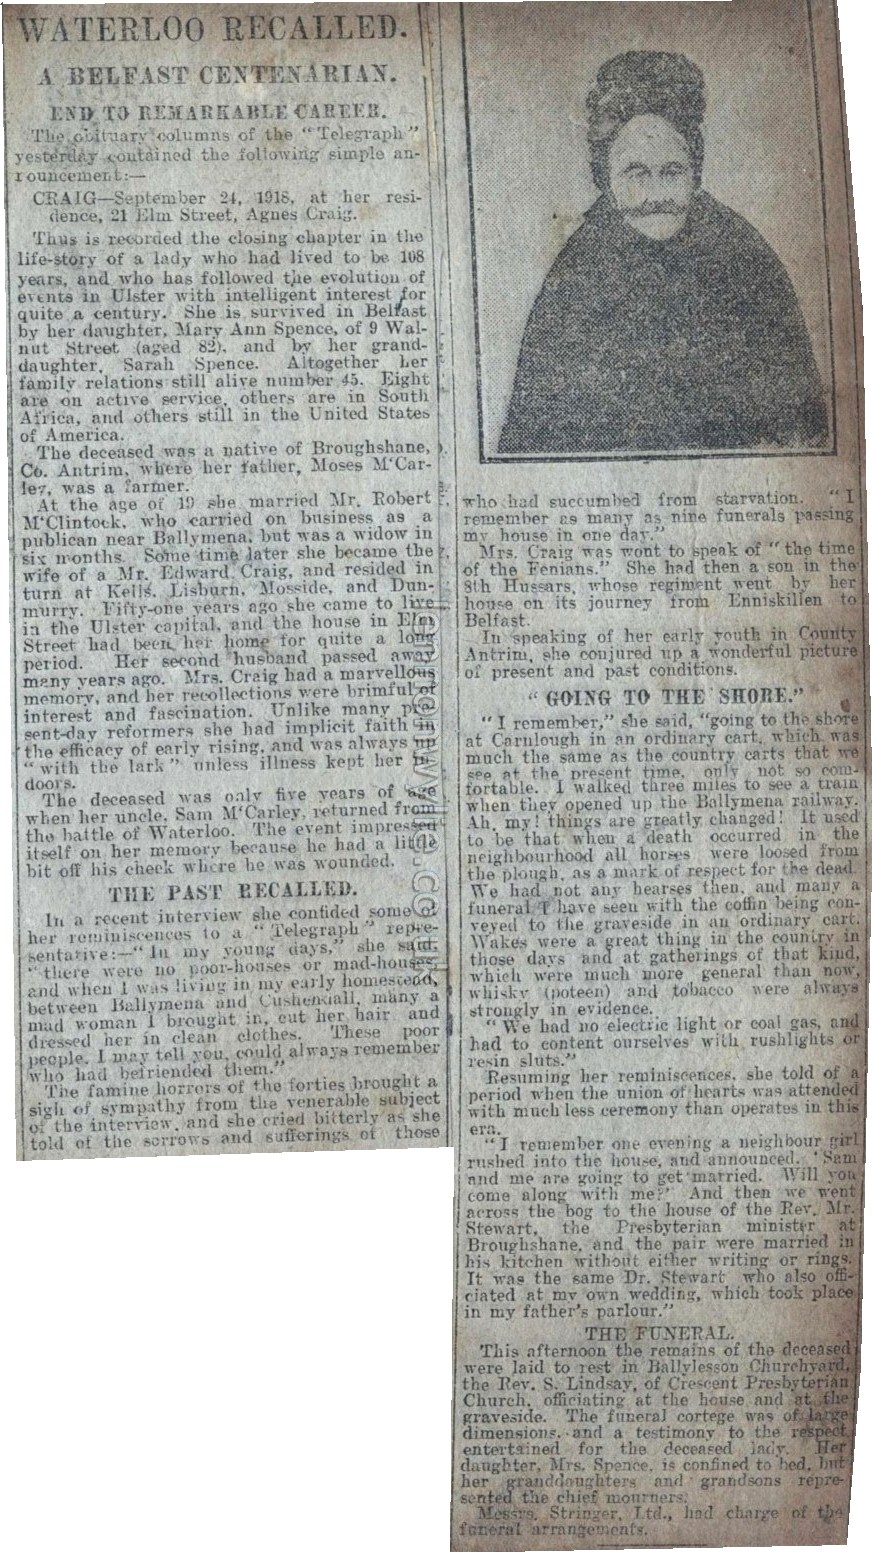 WATERLOO RECALLED.
A BELFAST CENTENARIAN.
END TO REMARKABLE CAREER.
The obituary columns of the "Telegraph"
yesterday contained the following simple an-
nouncement:—
CRAIG—September 24, 1918, at her resi-
dence, 21 Elm Street, Agnes Craig.
Thus is recorded the closing chapter in the
life-story of a lady who had lived to be 108
years, and who has followed the evolution of
events in Ulster with intelligent interest for
quite a century. She is survived in Belfast
by her daughter, Mary Ann Spence, of 9 Wal-
nut Street (aged 82), and by her grand-
daughter, Sarah Spence. Altogether her
family relations still alive number 45. Eight
are on active service, others are in South
Africa, and others still in the United States
of America.
The deceased was a native of Broughshane,
Co. Antrim, where her father, Moses M'Car-
ley, was a farmer.
At the age of 19 she married Mr. Robert
M'Clintock, who carried on business as a
publican near Ballymena, but was a widow in
six months. Some time later she became the
wife of a Mr. Edward Craig, and resided in
turn at Kells, Lisburn, Mosside, and Dun-
murry. Fifty-one years ago she came to live
in the Ulster capital, and the house in Elm
Street had been her home for quite a long
period. Her second husband passed away
many years ago. Mrs. Craig had a marvellous
memory, and her recollections were brimful of
interest and fascination. Unlike many pre-
sent-day reformers she had implicit faith in
the efficacy of early rising, and was always up
"with the lark" unless illness kept her in-
doors.
The deceased was only five years of age
when her uncle, Sam M'Carley, returned from
the battle of Waterloo. The event impressed
itself on her memory because he had a little
bit off his cheek where he was wounded.
THE PAST RECALLED.
In a recent interview she confided some of
her reminiscences to a "Telegraph" repre-
sentative:—"In my young days," she said,
"there were no poor-houses or mad-houses,
and when I was living in my early homestead,
between Ballymena and Cushendall, many a
mad woman I brought in, cut her hair, and
dressed her in clean clothes. These poor
people, I may tell you, could always remember
who had befriended them."
The famine horrors of the forties brought a
sigh of sympathy from the venerable subject
of the interview, and she cried bitterly as she
told of the sorrows and sufferings of those
who had succumbed from starvation. "I
remember as many as nine funerals passing
my house in one day."
Mrs. Craig was wont to speak of "the time
of the Fenians." She had then a son in the
8th Hussars, whose regiment went by her
house on its journey from Enniskillen to
Belfast.
In speaking of her early youth in County
Antrim, she conjured up a wonderful picture
of present and past conditions.
"GOING TO THE SHORE."
"I remember," she said, "going to the shore
at Carnlough in an ordinary cart, which was
much the same as the country carts that we
see at the present time, only not so com-
fortable. I walked three miles to see a train
when they opened up the Ballymena railway.
Ah, my! things are greatly changed! It used
to be that when a death occurred in the
neighbourhood all horses were loosed from
the plough, as a mark of respect for the dead.
We had not any hearses then, and many a
funeral I have seen with the coffin being con-
veyed to the graveside in an ordinary cart.
Wakes were a great thing in the country in
those days and at gatherings of that kind,
which were much more general than now,
whisky (poteen) and tobacco were always
strongly in evidence.
"We had no electric light or coal gas, and
had to content ourselves with rushlights or
resin sluts."
Resuming her reminiscences, she told of a
period when the union of hearts was attended
with much less ceremony than operates in this
era.
"I remember one evening a neighbour girl
rushed into the house, and announced, 'Sam
and me are going to get married. Will you
come along with me?' And then we went
across the bog to the house of the Rev. Mr.
Stewart, the Presbyterian minister at
Broughshane, and the pair were married in
his kitchen without either writing or rings.
It was the same Dr. Stewart who also offi-
ciated at my own wedding, which took place
in my father's parlour."
THE FUNERAL.
This afternoon the remains of the deceased
were laid to rest in Ballylesson Churchyard,
the Rev. S. Lindsay, of Crescent Presbyterian
Church, officiating at the house and at the
graveside. The funeral cortege was of large
dimensions, and a testimony to the respect
entertained for the deceased lady. Her
daughter, Mrs. Spence, is confined to bed, but
her granddaughters and grandsons repre-
sented the chief mourners.
Messrs. Stringer, Ltd., had charge of the
funeral arrangements.